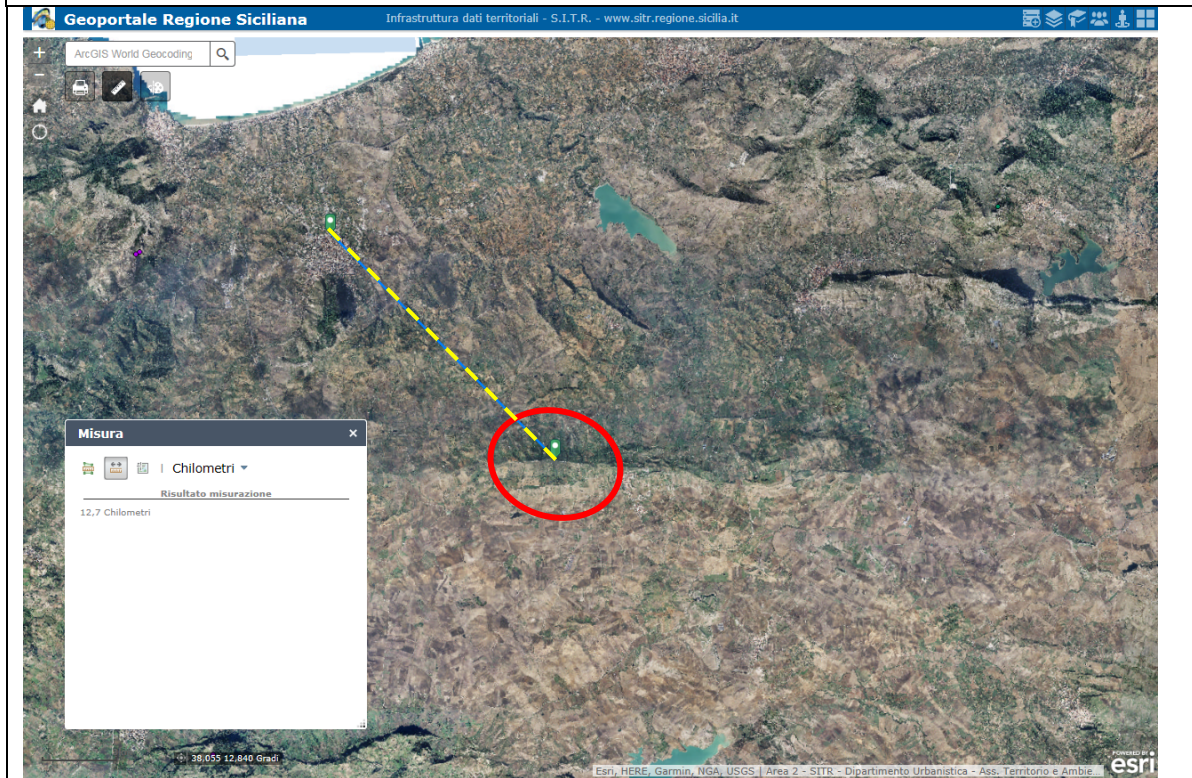 Geoportale Regione Siciliana
Infrastruttura dati territoriali - S.I.T.R. - www.sitr.regione.sicilia.it
+
ArcGIS World Geocoding
−
Misura
×
Chilometri
Risultato misurazione
12,7 Chilometri
38,055 12,840 Gradi
Esri, HERE, Garmin, NGA, USGS | Area 2 - SITR - Dipartimento Urbanistica - Ass. Territorio e Ambie...
POWERED BY
esri